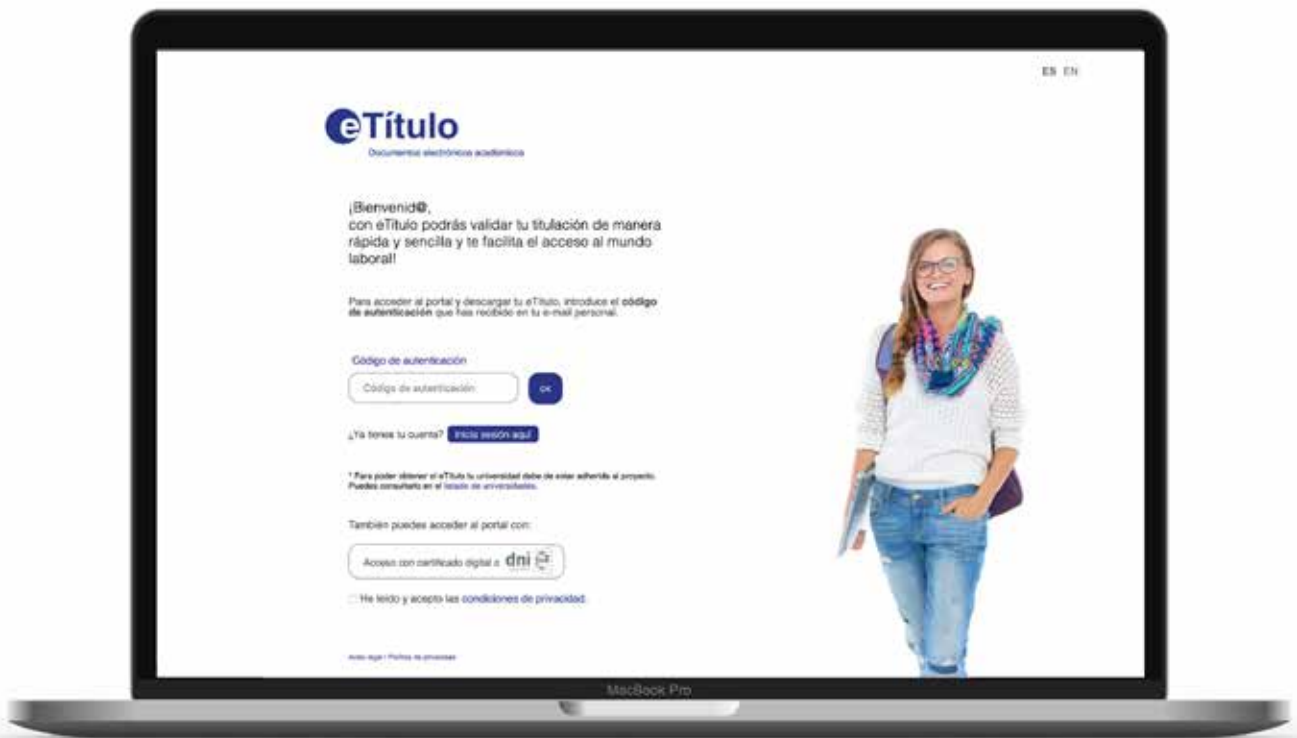 ES EN
eTítulo
Documentos electrónicos académicos
¡Bienvenid@,
con eTítulo podrás validar tu titulación de manera
rápida y sencilla y te facilita el acceso al mundo
laboral!
Para acceder al portal y descargar tu eTítulo, introduce el código
de autenticación que has recibido en tu e-mail personal.
Código de autenticación
Código de autenticación OK
¿Ya tienes tu cuenta? Inicia sesión aquí
* Para poder obtener el eTítulo tu universidad debe de estar adherida al proyecto.
Puedes consultarlo en el listado de universidades.
También puedes acceder al portal con:
Acceso con certificado digital o dni e
He leído y acepto las condiciones de privacidad.
Aviso legal | Política de privacidad
MacBook Pro